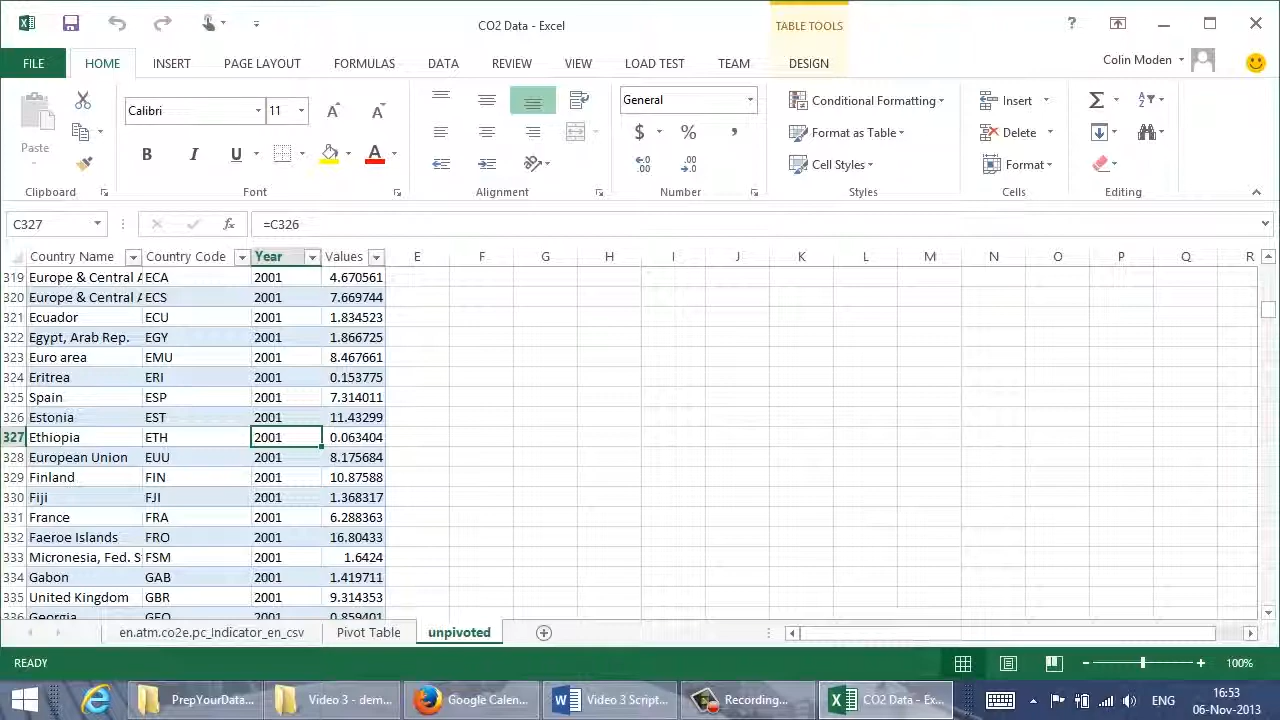 CO2 Data - Excel
TABLE TOOLS
?
FILE HOME INSERT PAGE LAYOUT FORMULAS DATA REVIEW VIEW LOAD TEST TEAM DESIGN
Colin Moden
Calibri 11
General
Conditional Formatting
Insert
Paste
$ % ,
Format as Table
Delete
B I U A
Cell Styles
Format
Clipboard Font Alignment Number Styles Cells Editing
C327 fx =C326
Country Name Country Code Year Values E F G H I J K L M N O P Q R
319 Europe & Central A ECA 2001 4.670561
320 Europe & Central A ECS 2001 7.669744
321 Ecuador ECU 2001 1.834523
322 Egypt, Arab Rep. EGY 2001 1.866725
323 Euro area EMU 2001 8.467661
324 Eritrea ERI 2001 0.153775
325 Spain ESP 2001 7.314011
326 Estonia EST 2001 11.43299
327 Ethiopia ETH 2001 0.063404
328 European Union EUU 2001 8.175684
329 Finland FIN 2001 10.87588
330 Fiji FJI 2001 1.368317
331 France FRA 2001 6.288363
332 Faeroe Islands FRO 2001 16.80433
333 Micronesia, Fed. S FSM 2001 1.6424
334 Gabon GAB 2001 1.419711
335 United Kingdom GBR 2001 9.314353
336 Georgia GEO 2001 0.859401
en.atm.co2e.pc_Indicator_en_csv Pivot Table unpivoted
READY 100%
PrepYourData... Video 3 - dem... Google Calen... Video 3 Script... Recording... CO2 Data - Exc... ENG
16:53
06-Nov-2013